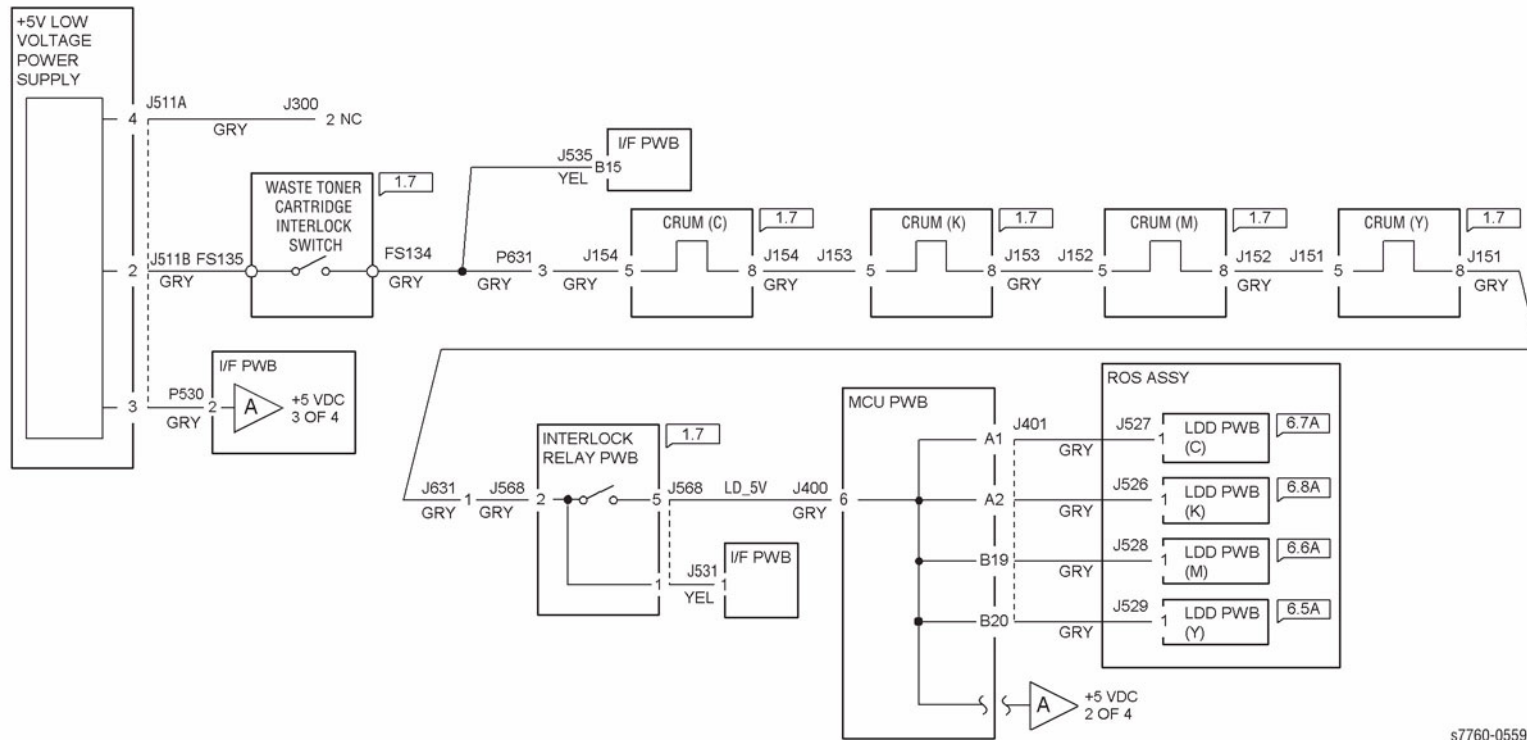 +5V LOW
VOLTAGE
POWER
SUPPLY
4
J511A
GRY
J300
2 NC
J535
YEL
B15
I/F PWB
WASTE TONER
CARTRIDGE
INTERLOCK
SWITCH
1.7
2
J511B
GRY
FS135
FS134
GRY
P631
GRY
3
J154
GRY
5
CRUM (C)
1.7
8
J154
GRY
J153
5
CRUM (K)
1.7
8
J153
GRY
J152
5
CRUM (M)
1.7
8
J152
GRY
J151
5
CRUM (Y)
1.7
8
J151
GRY
3
P530
GRY
2
I/F PWB
A
+5 VDC
3 OF 4
J631
GRY
1
J568
GRY
2
INTERLOCK
RELAY PWB
1.7
5
J568
LD_5V
J400
GRY
6
1
J531
YEL
1
I/F PWB
MCU PWB
A1
J401
GRY
A2
GRY
B19
GRY
B20
GRY
ROS ASSY
J527
1
LDD PWB
(C)
6.7A
J526
1
LDD PWB
(K)
6.8A
J528
1
LDD PWB
(M)
6.6A
J529
1
LDD PWB
(Y)
6.5A
A
+5 VDC
2 OF 4
s7760-0559